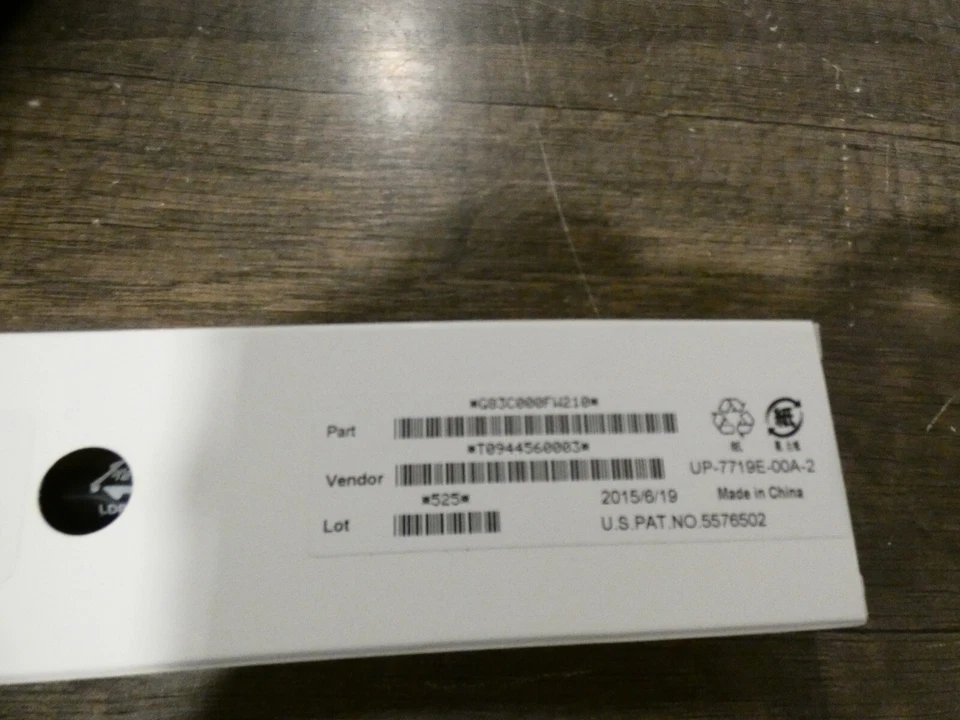 *G83C000FW210*
Part
*T0944560003*
Vendor
UP-7719E-00A-2
*525*
2015/6/19
Made in China
Lot
U.S.PAT.NO.5576502
紙